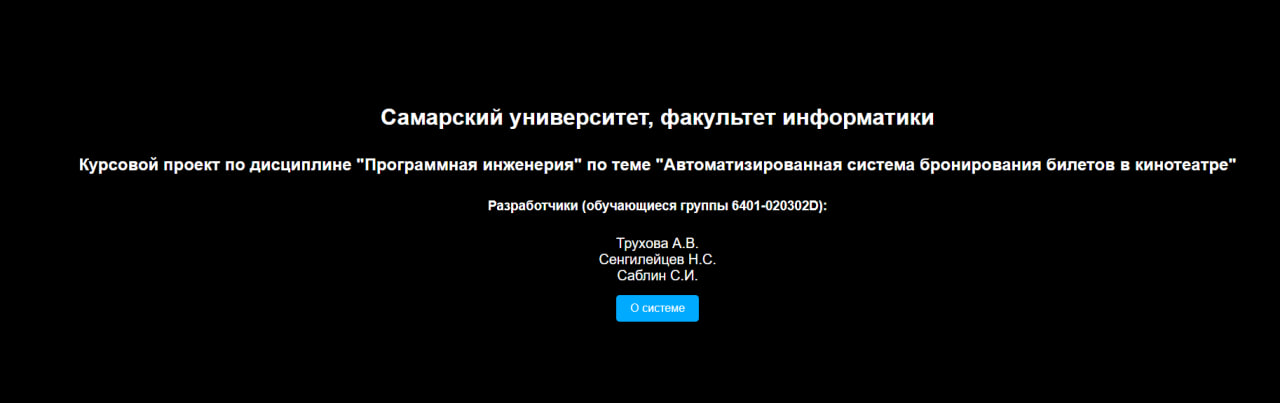 Самарский университет, факультет информатики
Курсовой проект по дисциплине "Программная инженерия" по теме "Автоматизированная система бронирования билетов в кинотеатре"
Разработчики (обучающиеся группы 6401-020302D):
Трухова А.В.
Сенгилейцев Н.С.
Саблин С.И.
О системе